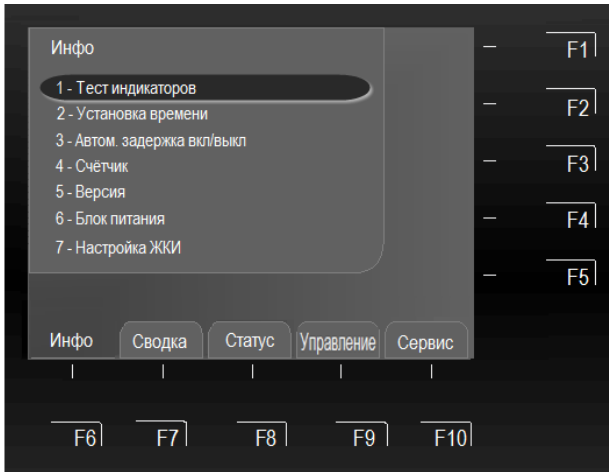 Инфо
F1
1 - Тест индикаторов
F2
2 - Установка времени
3 - Автом. задержка вкл/выкл
F3
4 - Счётчик
5 - Версия
6 - Блок питания
F4
7 - Настройка ЖКИ
F5
Инфо Сводка Статус Управление Сервис
F6 F7 F8 F9 F10